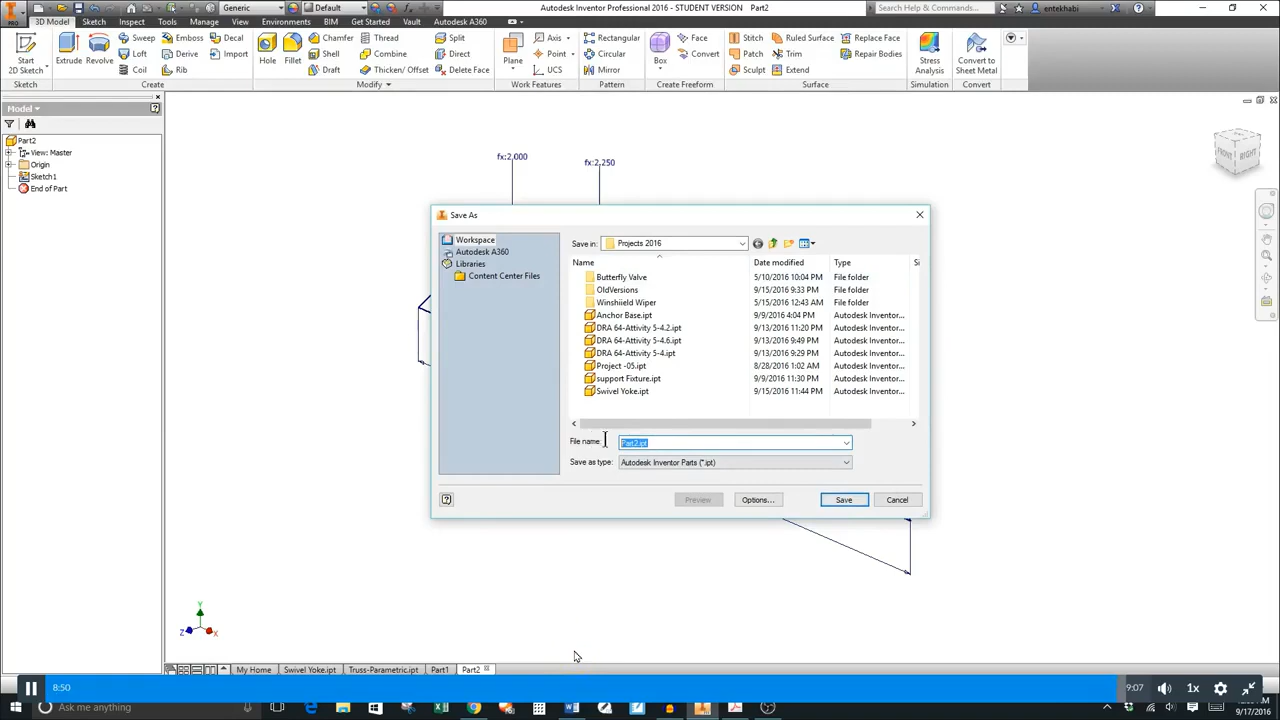 Generic Default Autodesk Inventor Professional 2016 - STUDENT VERSION Part2 Search Help & Commands... entekhabi
PRO 3D Model Sketch Inspect Tools Manage View Environments BIM Get Started Vault Autodesk A360
Sweep Emboss Decal Chamfer Thread Split Axis Rectangular Face Stitch Ruled Surface Replace Face
Loft Derive Import Shell Combine Direct Point Circular Convert Patch Trim Repair Bodies
Start 2D Sketch Extrude Revolve Coil Rib Hole Fillet Draft Thicken/ Offset Delete Face Plane UCS Mirror Box Sculpt Extend Stress Analysis Convert to Sheet Metal
Sketch Create Modify Work Features Pattern Create Freeform Surface Simulation Convert
Model
Part2
View: Master
Origin
Sketch1
End of Part
fx:2.000
fx:2.250
FRONT RIGHT
Save As
Workspace
Autodesk A360
Libraries
Content Center Files
Save in: Projects 2016
Name Date modified Type Si
Butterfly Valve 5/10/2016 10:04 PM File folder
OldVersions 9/15/2016 9:33 PM File folder
Winshiield Wiper 5/15/2016 12:43 AM File folder
Anchor Base.ipt 9/9/2016 4:04 PM Autodesk Inventor...
DRA 64-Attivity 5-4.2.ipt 9/13/2016 11:20 PM Autodesk Inventor...
DRA 64-Attivity 5-4.6.ipt 9/13/2016 9:49 PM Autodesk Inventor...
DRA 64-Attivity 5-4.ipt 9/13/2016 9:29 PM Autodesk Inventor...
Project -05.ipt 8/28/2016 1:02 AM Autodesk Inventor...
support Fixture.ipt 9/9/2016 11:30 PM Autodesk Inventor...
Swivel Yoke.ipt 9/15/2016 11:44 PM Autodesk Inventor...
File name: Part2.ipt
Save as type: Autodesk Inventor Parts (*.ipt)
Preview Options... Save Cancel
Y
Z X
My Home Swivel Yoke.ipt Truss-Parametric.ipt Part1 Part2
8:50 9:07 1x
Ask me anything
9/17/2016